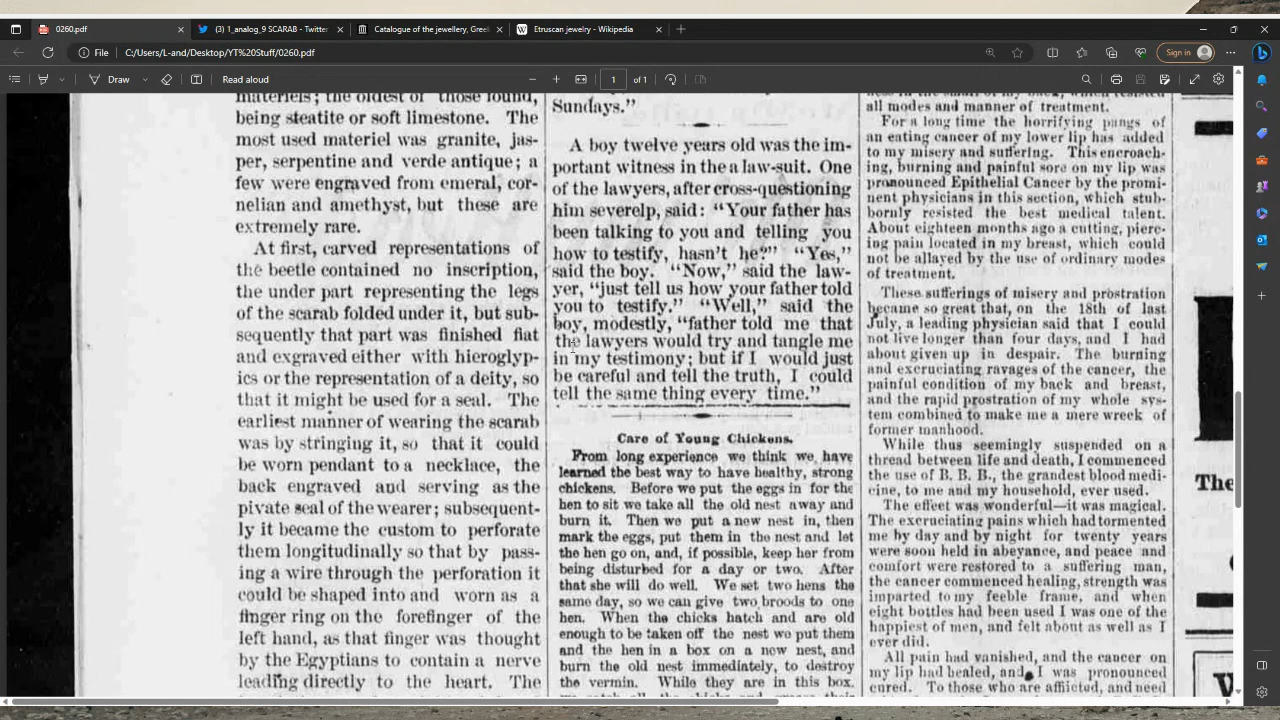 0260.pdf
(3) 1_analog_9 SCARAB - Twitter
Catalogue of the jewellery, Greek
Etruscan jewelry - Wikipedia
File
C:/Users/L-and/Desktop/YT%20Stuff/0260.pdf
Sign in
Draw
Read aloud
1
of 1
materiels; the oldest of those found,
being steatite or soft limestone. The
most used materiel was granite, jas-
per, serpentine and verde antique; a
few were engraved from emeral, cor-
nelian and amethyst, but these are
extremely rare.
At first, carved representations of
the beetle contained no inscription,
the under part representing the legs
of the scarab folded under it, but sub-
sequently that part was finished flat
and exgraved either with hieroglyp-
ics or the representation of a deity, so
that it might be used for a seal. The
earliest manner of wearing the scarab
was by stringing it, so that it could
be worn pendant to a necklace, the
back engraved and serving as the
pivate seal of the wearer; subsequent-
ly it became the custom to perforate
them longitudinally so that by pass-
ing a wire through the perforation it
could be shaped into and worn as a
finger ring on the forefinger of the
left hand, as that finger was thought
by the Egyptians to contain a nerve
leading directly to the heart. The
Sundays."
A boy twelve years old was the im-
portant witness in the a law-suit. One
of the lawyers, after cross-questioning
him severelp, said: "Your father has
been talking to you and telling you
how to testify, hasn't he?" "Yes,"
said the boy. "Now," said the law-
yer, "just tell us how your father told
you to testify." "Well," said the
boy, modestly, "father told me that
the lawyers would try and tangle me
in my testimony; but if I would just
be careful and tell the truth, I could
tell the same thing every time."
Care of Young Chickens.
From long experience we think we have
learned the best way to have healthy, strong
chickens. Before we put the eggs in for the
hen to sit we take all the old nest away and
burn it. Then we put a new nest in, then
mark the eggs, put them in the nest and let
the hen go on, and, if possible, keep her from
being disturbed for a day or two. After
that she will do well. We set two hens the
same day, so we can give two broods to one
hen. When the chicks hatch and are old
enough to be taken off the nest we put them
and the hen in a box on a new nest, and
burn the old nest immediately, to destroy
the vermin. While they are in this box,
all modes and manner of treatment.
For a long time the horrifying pangs of
an eating cancer of my lower lip has added
to my misery and suffering. This encroach-
ing, burning and painful sore on my lip was
pronounced Epithelial Cancer by the promi-
nent physicians in this section, which stub-
bornly resisted the best medical talent.
About eighteen months ago a cutting, pierc-
ing pain located in my breast, which could
not be allayed by the use of ordinary modes
of treatment.
These sufferings of misery and prostration
became so great that, on the 18th of last
July, a leading physician said that I could
not live longer than four days, and I had
about given up in despair. The burning
and excruciating ravages of the cancer, the
painful condition of my back and breast,
and the rapid prostration of my whole sys-
tem combined to make me a mere wreck of
former manhood.
While thus seemingly suspended on a
thread between life and death, I commenced
the use of B. B. B., the grandest blood medi-
cine, to me and my household, ever used.
The effect was wonderful—it was magical.
The excruciating pains which had tormented
me by day and by night for twenty years
were soon held in abeyance, and peace and
comfort were restored to a suffering man,
the cancer commenced healing, strength was
imparted to my feeble frame, and when
eight bottles had been used I was one of the
happiest of men, and felt about as well as I
ever did.
All pain had vanished, and the cancer on
my lip had healed, and I was pronounced
cured. To those who are afflicted, and need
The